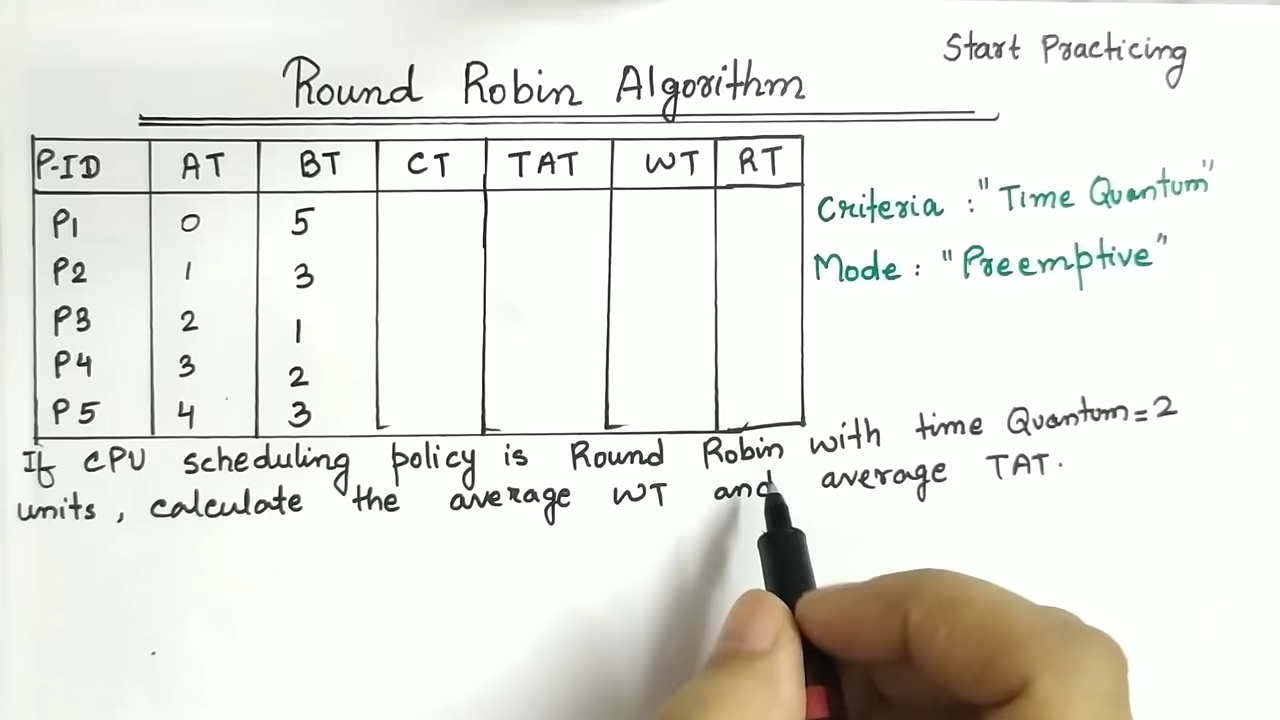 Start Practicing
Round Robin Algorithm
P-ID AT BT CT TAT WT RT
P1 0 5
P2 1 3
P3 2 1
P4 3 2
P5 4 3
Criteria : "Time Quantum"
Mode : "Preemptive"
If CPU scheduling policy is Round Robin with time Quantum = 2
units, calculate the average WT and average TAT.